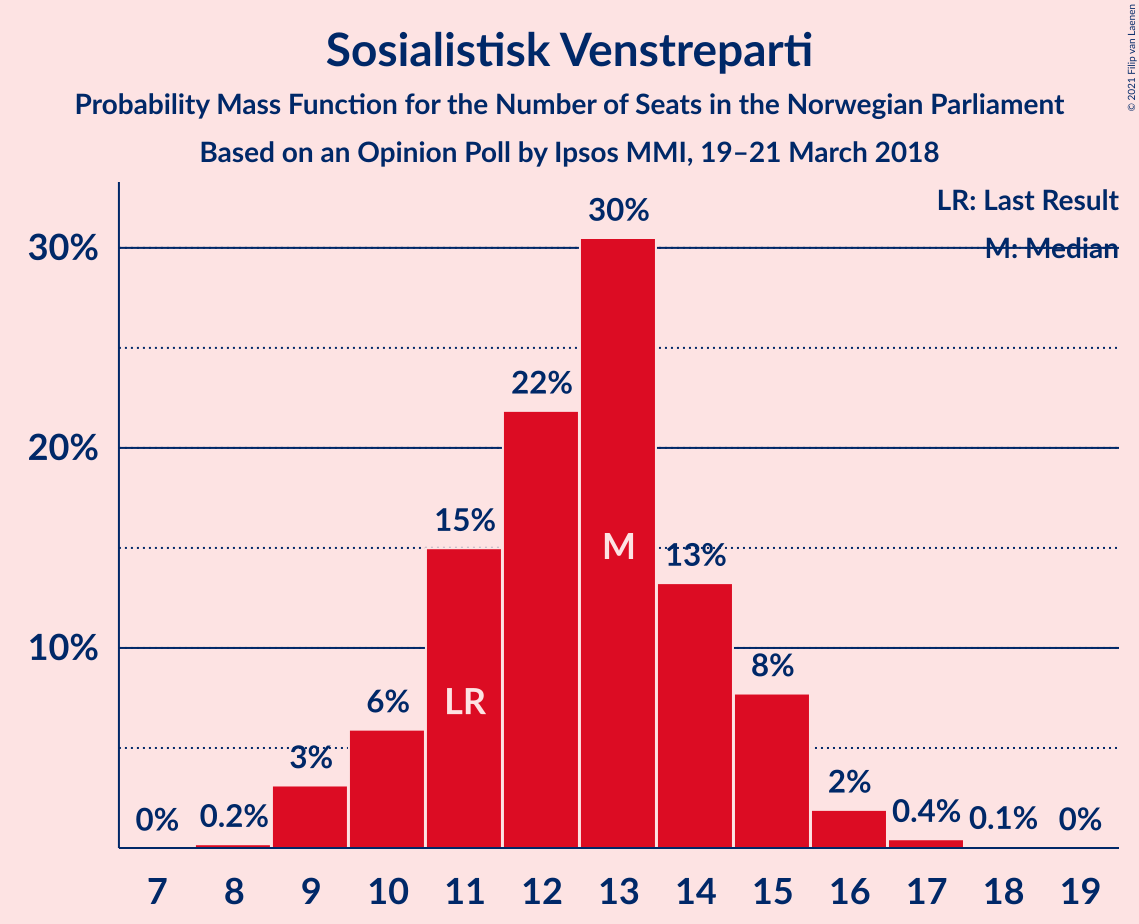 Sosialistisk Venstreparti
Probability Mass Function for the Number of Seats in the Norwegian Parliament
Based on an Opinion Poll by Ipsos MMI, 19–21 March 2018
© 2021 Filip van Laenen
LR: Last Result
M: Median
30%
20%
10%
0%
0.2%
3%
6%
15%
22%
30%
13%
8%
2%
0.4%
0.1%
0%
LR
M
7 8 9 10 11 12 13 14 15 16 17 18 19